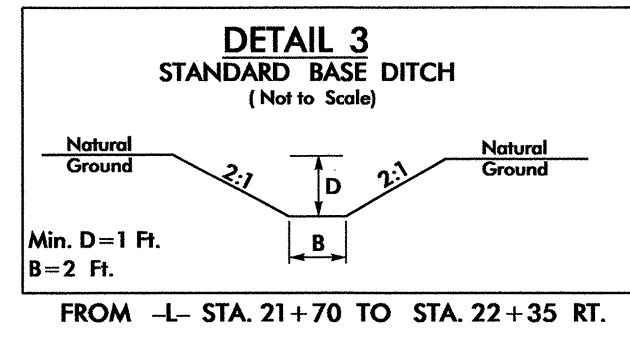 DETAIL 3
STANDARD BASE DITCH
( Not to Scale)
Natural
Ground
2:1
D
2:1
Natural
Ground
B
Min. D=1 Ft.
B=2 Ft.
FROM -L- STA. 21+70 TO STA. 22+35 RT.